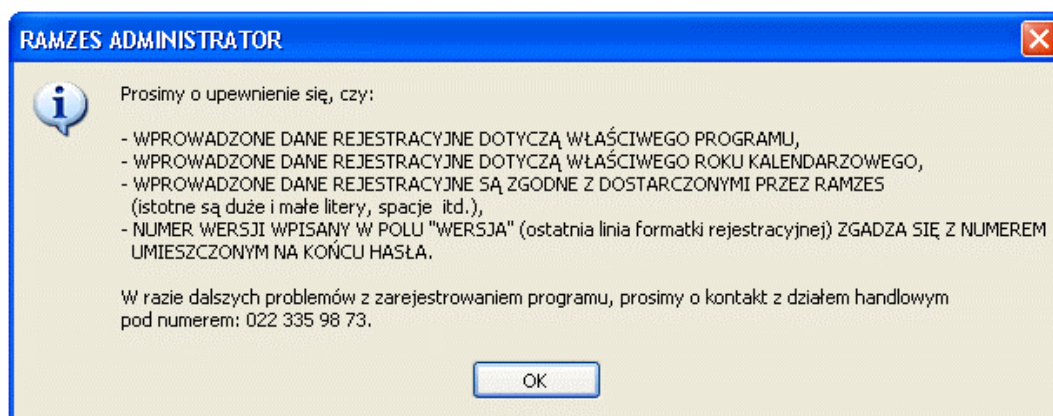 RAMZES ADMINISTRATOR
Prosimy o upewnienie się, czy:
- WPROWADZONE DANE REJESTRACYJNE DOTYCZĄ WŁAŚCIWEGO PROGRAMU,
- WPROWADZONE DANE REJESTRACYJNE DOTYCZĄ WŁAŚCIWEGO ROKU KALENDARZOWEGO,
- WPROWADZONE DANE REJESTRACYJNE SĄ ZGODNE Z DOSTARCZONYMI PRZEZ RAMZES
(istotne są duże i małe litery, spacje itd.),
- NUMER WERSJI WPISANY W POLU "WERSJA" (ostatnia linia formatki rejestracyjnej) ZGADZA SIĘ Z NUMEREM
UMIESZCZONYM NA KOŃCU HASŁA.
W razie dalszych problemów z zarejestrowaniem programu, prosimy o kontakt z działem handlowym
pod numerem: 022 335 98 73.
OK